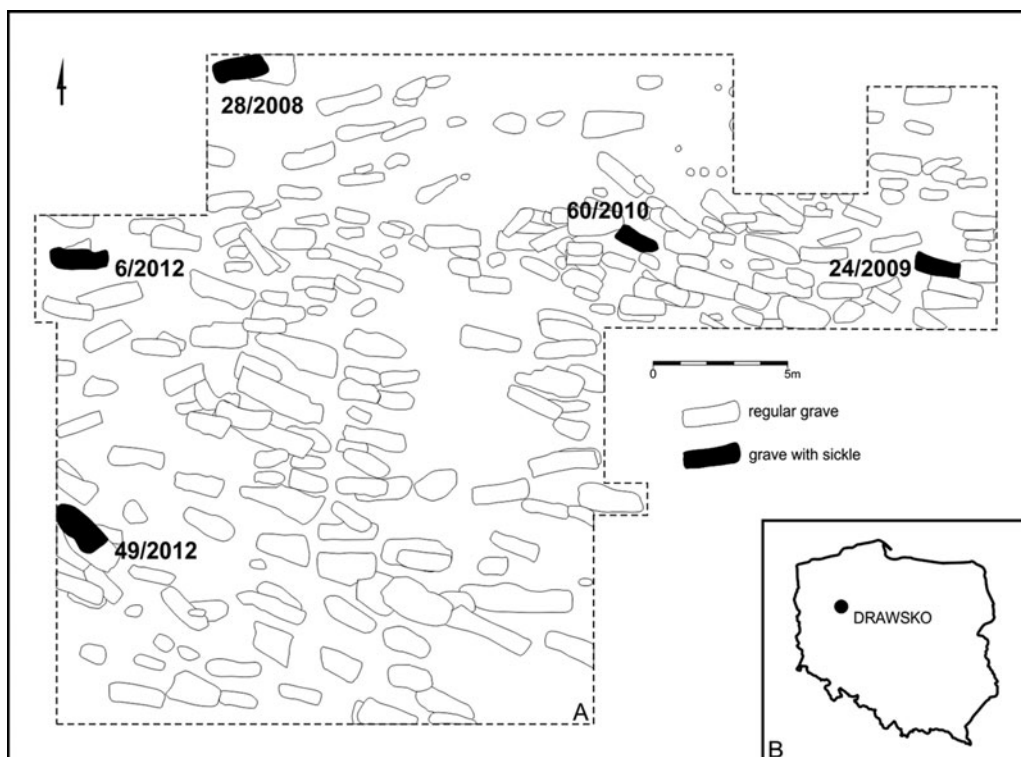 28/2008
60/2010
6/2012
24/2009
0
5m
regular grave
grave with sickle
49/2012
DRAWSKO
A
B